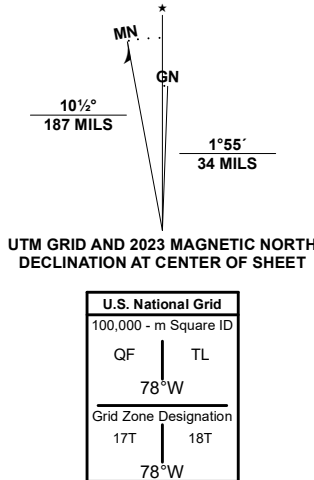 ★
MN
GN
10½°
187 MILS
1°55´
34 MILS
UTM GRID AND 2023 MAGNETIC NORTH
DECLINATION AT CENTER OF SHEET
U.S. National Grid
100,000 - m Square ID
QF TL
78°W
Grid Zone Designation
17T 18T
78°W